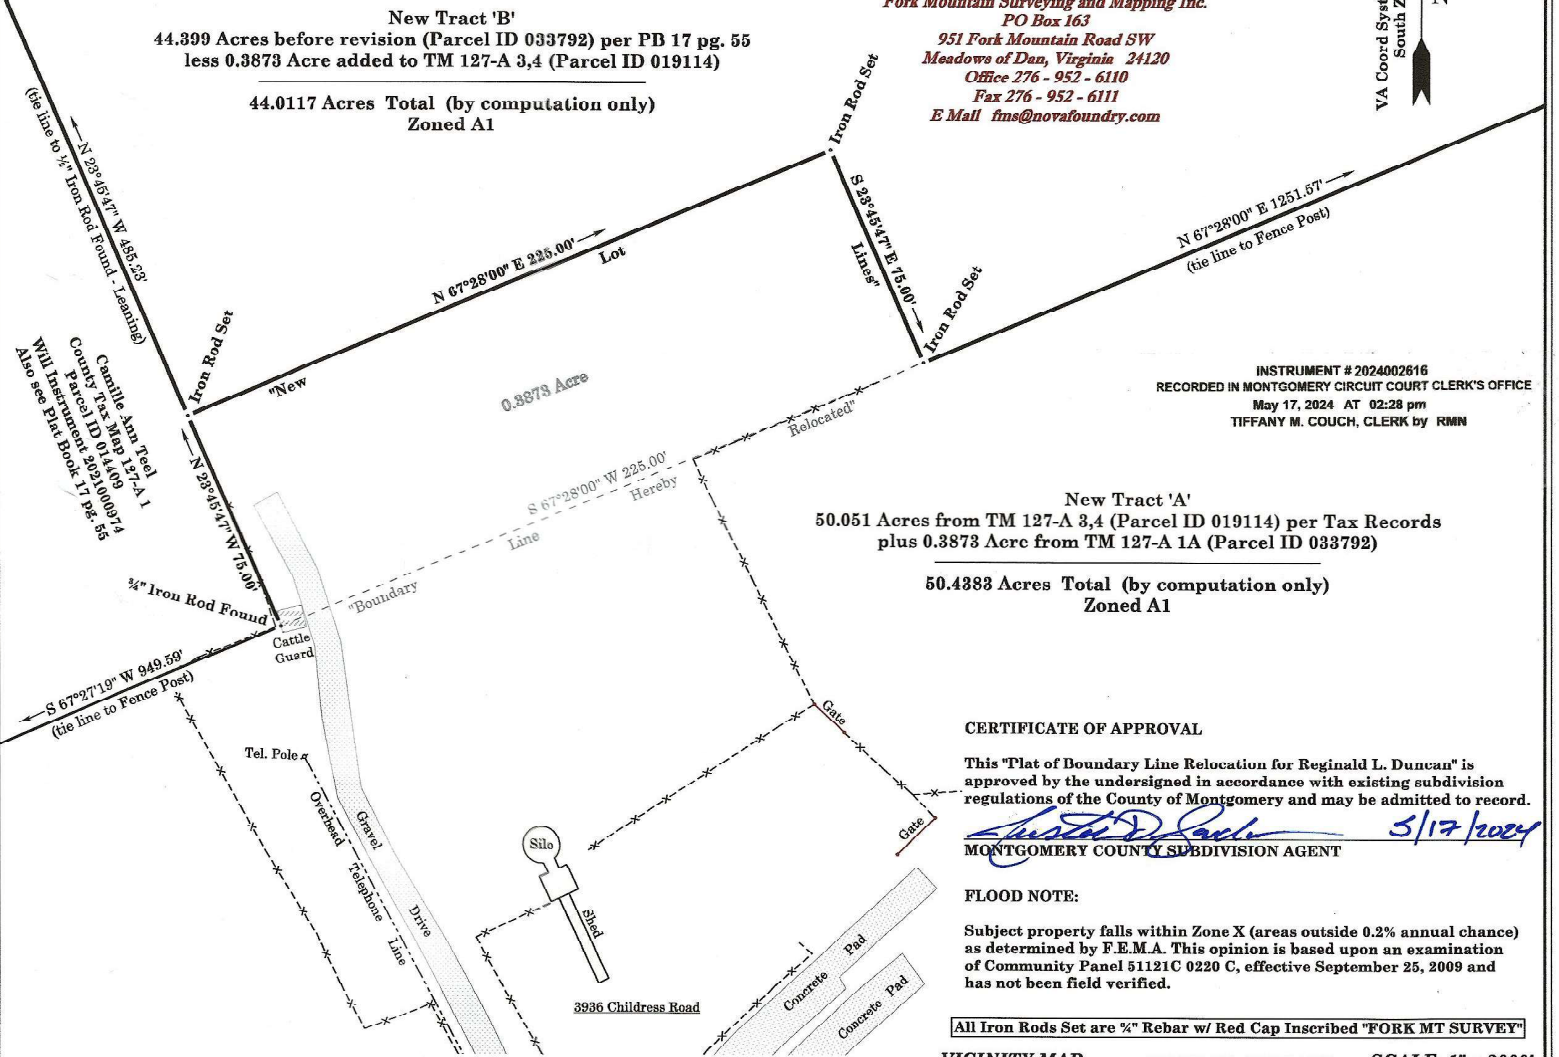 New Tract 'B'
44.399 Acres before revision (Parcel ID 033792) per PB 17 pg. 55
less 0.3873 Acre added to TM 127-A 3,4 (Parcel ID 019114)
44.0117 Acres Total (by computation only)
Zoned A1
Fork Mountain Surveying and Mapping Inc.
PO Box 163
951 Fork Mountain Road SW
Meadows of Dan, Virginia 24120
Office 276 - 952 - 6110
Fax 276 - 952 - 6111
E Mail fms@novafoundry.com
VA Coord Syst
South Z
N
N 23°45'47" W 485.23'
(tie line to ½" Iron Rod Found - Leaning)
Iron Rod Set
N 67°28'00" E 225.00'
"New
Lot
Lines"
Iron Rod Set
S 23°45'47" E 75.00'
Iron Rod Set
N 67°28'00" E 1251.57'
(tie line to Fence Post)
0.3873 Acre
Camille Ann Teel
County Tax Map 127-A 1
Parcel ID 014409
Will Instrument 2021000974
Also see Plat Book 17 pg. 55
N 23°45'47" W 75.00'
S 67°28'00" W 225.00'
"Boundary
Line
Hereby
Relocated"
INSTRUMENT # 2024002616
RECORDED IN MONTGOMERY CIRCUIT COURT CLERK'S OFFICE
May 17, 2024 AT 02:28 pm
TIFFANY M. COUCH, CLERK by RMN
New Tract 'A'
50.051 Acres from TM 127-A 3,4 (Parcel ID 019114) per Tax Records
plus 0.3873 Acre from TM 127-A 1A (Parcel ID 033792)
50.4383 Acres Total (by computation only)
Zoned A1
¾" Iron Rod Found
Cattle
Guard
S 67°27'19" W 949.59'
(tie line to Fence Post)
Tel. Pole
Overhead
Telephone
Line
Gravel
Drive
Gate
Gate
Silo
Shed
Concrete Pad
Concrete Pad
3936 Childress Road
CERTIFICATE OF APPROVAL
This "Plat of Boundary Line Relocation for Reginald L. Duncan" is
approved by the undersigned in accordance with existing subdivision
regulations of the County of Montgomery and may be admitted to record.
5/17/2024
MONTGOMERY COUNTY SUBDIVISION AGENT
FLOOD NOTE:
Subject property falls within Zone X (areas outside 0.2% annual chance)
as determined by F.E.M.A. This opinion is based upon an examination
of Community Panel 51121C 0220 C, effective September 25, 2009 and
has not been field verified.
All Iron Rods Set are ¾" Rebar w/ Red Cap Inscribed "FORK MT SURVEY"
VICINITY MAP